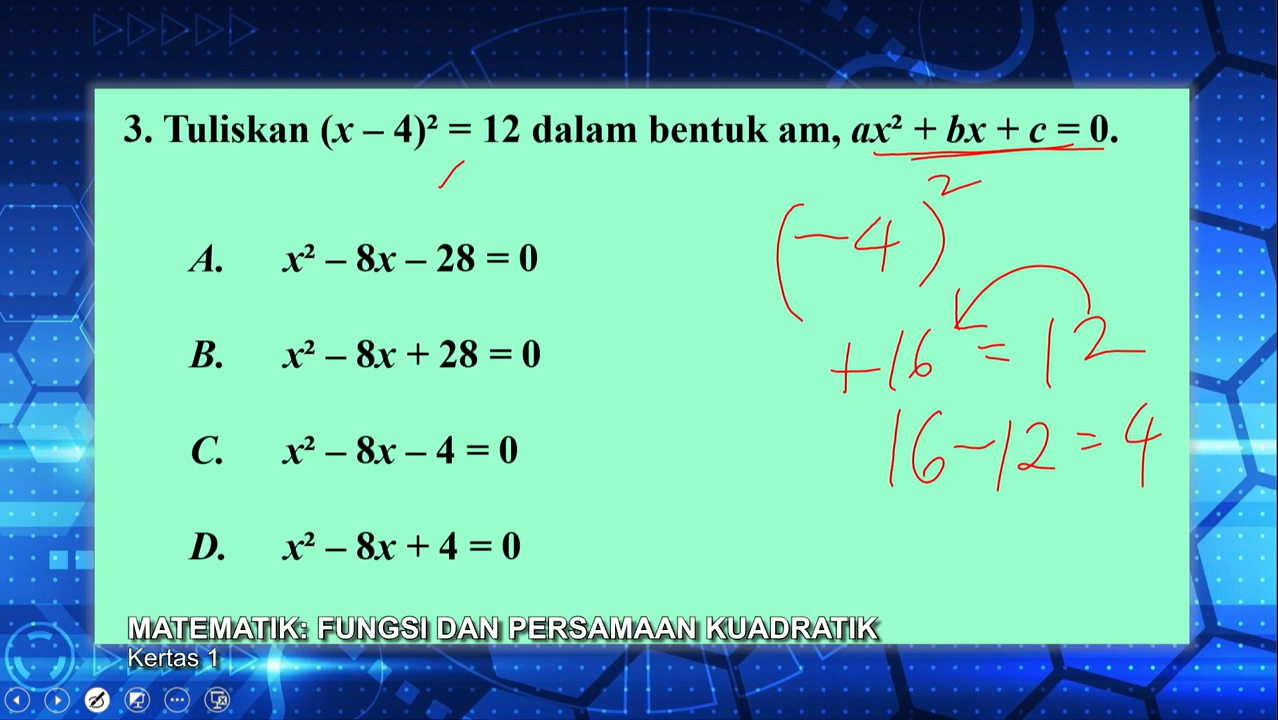 3. Tuliskan (x – 4)² = 12 dalam bentuk am, ax² + bx + c = 0.
(-4)²
A. x² – 8x – 28 = 0
+16 = 12
B. x² – 8x + 28 = 0
16-12 = 4
C. x² – 8x – 4 = 0
D. x² – 8x + 4 = 0
MATEMATIK: FUNGSI DAN PERSAMAAN KUADRATIK
Kertas 1